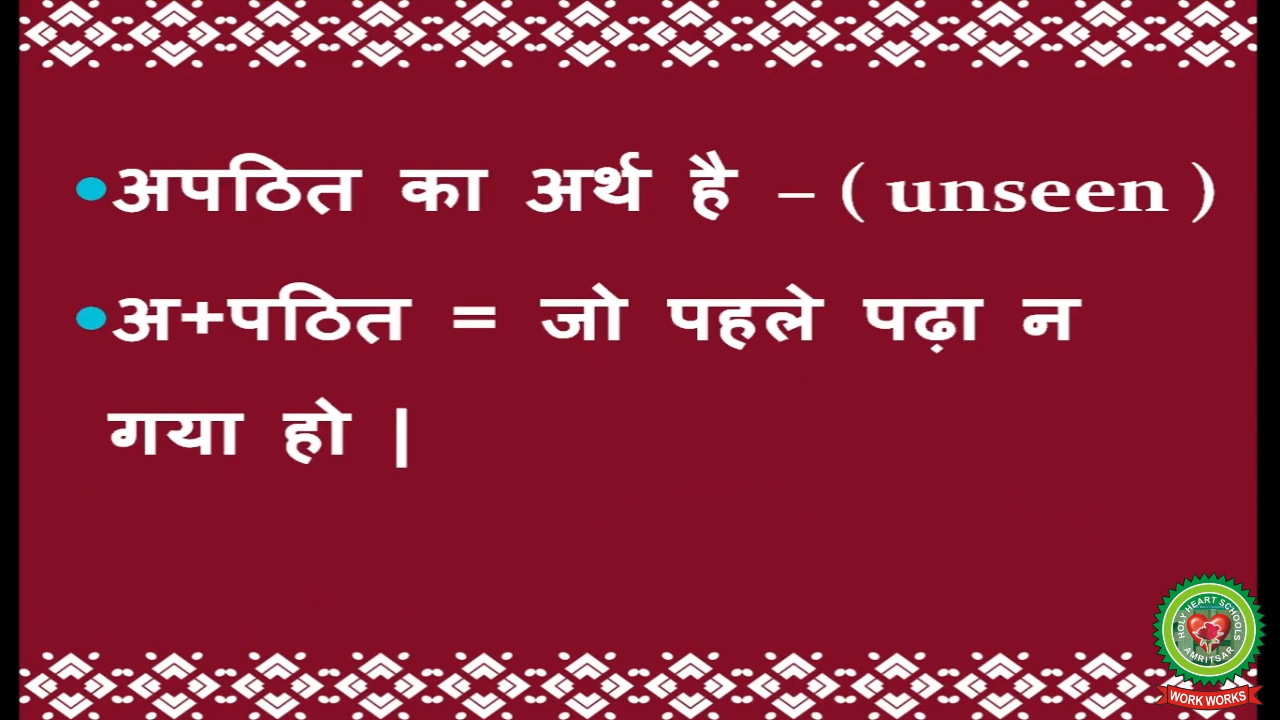 •अपठित का अर्थ है – ( unseen )
•अ+पठित = जो पहले पढ़ा न
गया हो |
HOLY HEART SCHOOLS
AMRITSAR
WORK WORKS